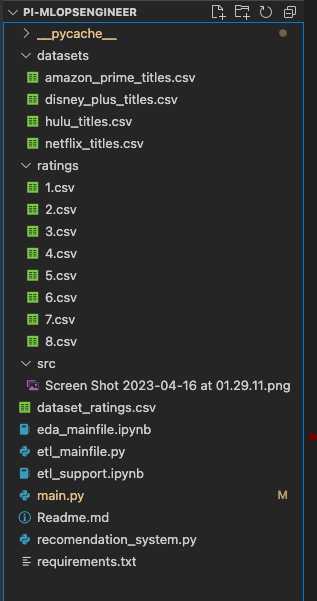 PI-MLOPSENGINEER
__pycache__
datasets
amazon_prime_titles.csv
disney_plus_titles.csv
hulu_titles.csv
netflix_titles.csv
ratings
1.csv
2.csv
3.csv
4.csv
5.csv
6.csv
7.csv
8.csv
src
Screen Shot 2023-04-16 at 01.29.11.png
dataset_ratings.csv
eda_mainfile.ipynb
etl_mainfile.py
etl_support.ipynb
main.py M
Readme.md
recomendation_system.py
requirements.txt